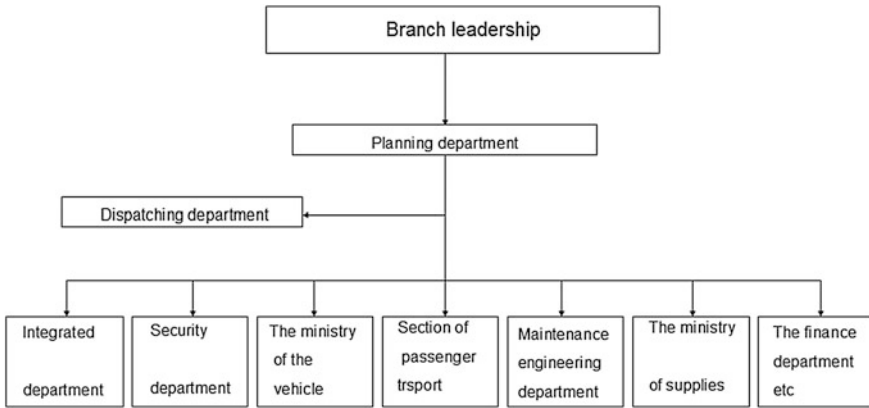 Branch leadership
Planning department
Dispatching department
Integrated
department
Security
department
The ministry
of the
vehicle
Section of
passenger
trsport
Maintenance
engineering
department
The ministry
of supplies
The finance
department
etc